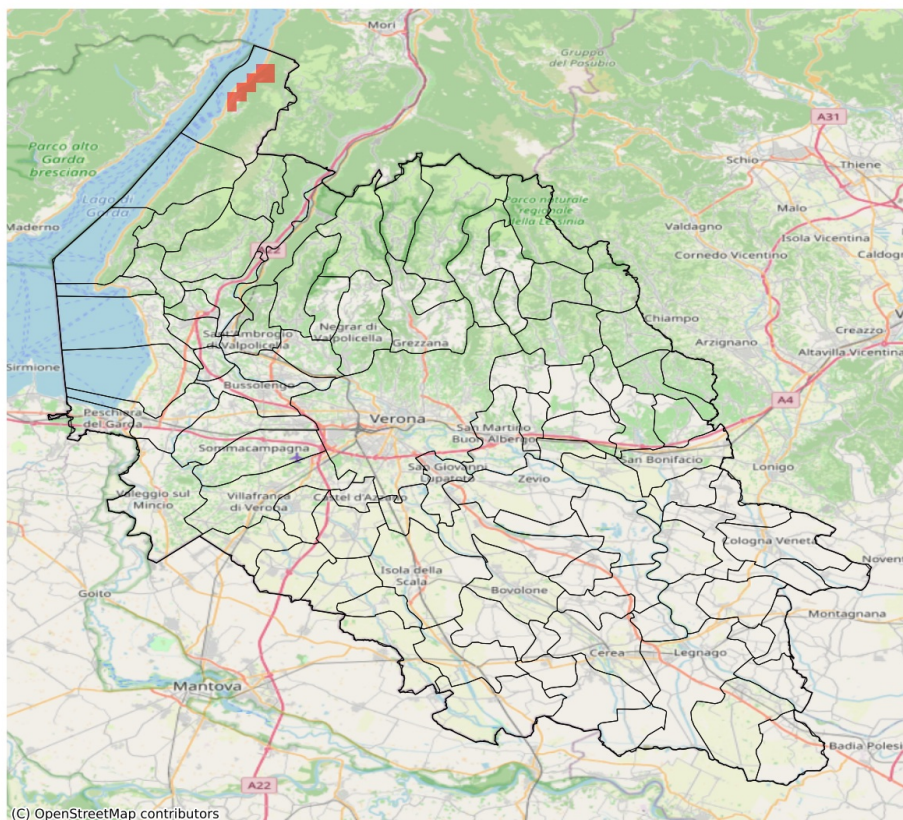 Mori
Gruppo
del Pasubio
A31
Parco alto
Garda
bresciano
Schio
Thiene
Lago di
Garda
Parco naturale
regionale
della Lessinia
Malo
Maderno
Valdagno
Isola Vicentina
Cornedo Vicentino
Caldogn
A22
Chiampo
Sant'Ambrogio
di Valpolicella
Negrar di
Valpolicella
Grezzana
Creazzo
Arzignano
Altavilla Vicentina
Sirmione
Bussolengo
A4
Peschiera
del Garda
Verona
San Martino
Buon Albergo
Sommacampagna
San Giovanni
Lupatoto
San Bonifacio
Lonigo
Zevio
Valeggio sul
Mincio
Villafranca
di Verona
Castel d'Azzano
Cologna Veneta
Isola della
Scala
Goito
Bovolone
Montagnana
Cerea
Legnago
Mantova
Badia Polesi
A22
(C) OpenStreetMap contributors